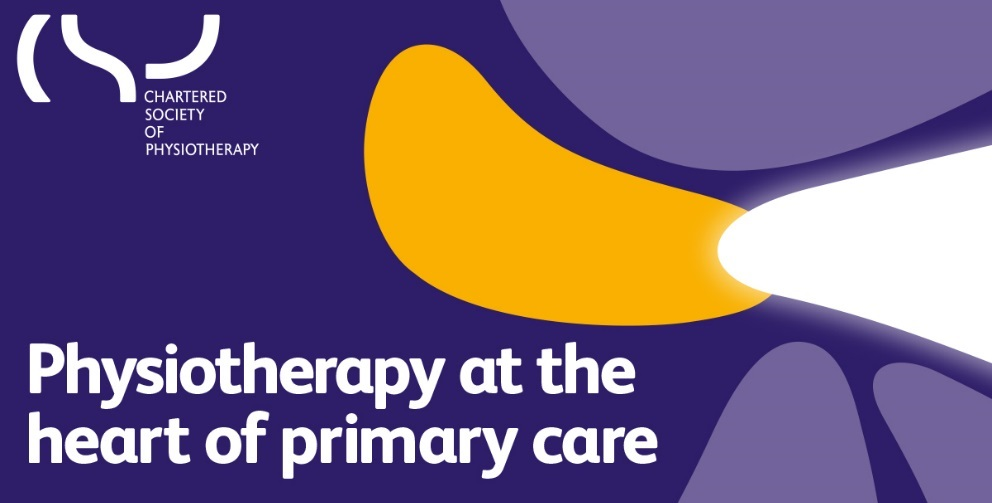 CHARTERED
SOCIETY
OF
PHYSIOTHERAPY
Physiotherapy at the
heart of primary care